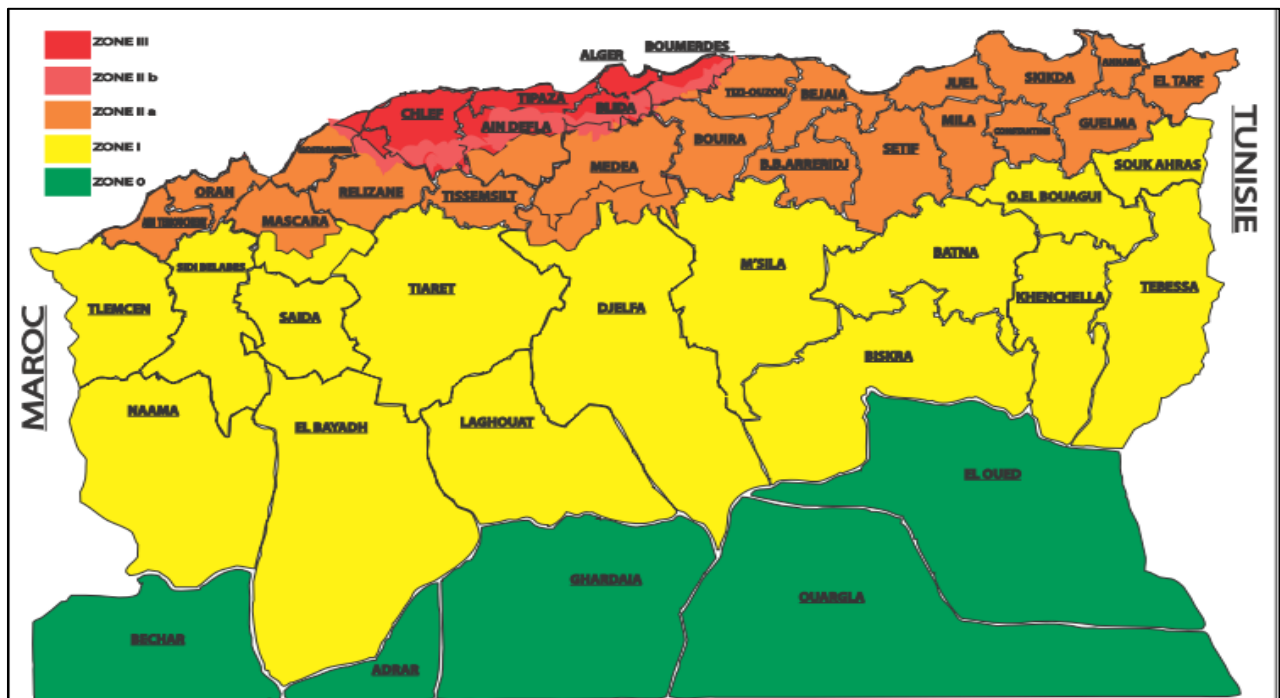 ZONE III
ZONE II b
ZONE II a
ZONE I
ZONE 0
ALGER
BOUMERDES
TIPAZA
BLIDA
CHLEF
AIN DEFLA
TIZI-OUZOU
BEJAIA
JIJEL
SKIKDA
ANNABA
EL TARF
MILA
CONSTANTINE
GUELMA
BOUIRA
SETIF
B.B.ARRERIDJ
MEDEA
SOUK AHRAS
ORAN
RELIZANE
TISSEMSILT
O.EL BOUAGUI
MASCARA
SIDI BELABES
M'SILA
BATNA
TLEMCEN
SAIDA
TIARET
DJELFA
KHENCHELLA
TEBESSA
BISKRA
NAAMA
EL BAYADH
LAGHOUAT
EL OUED
GHARDAIA
OUARGLA
BECHAR
ADRAR
MAROC
TUNISIE